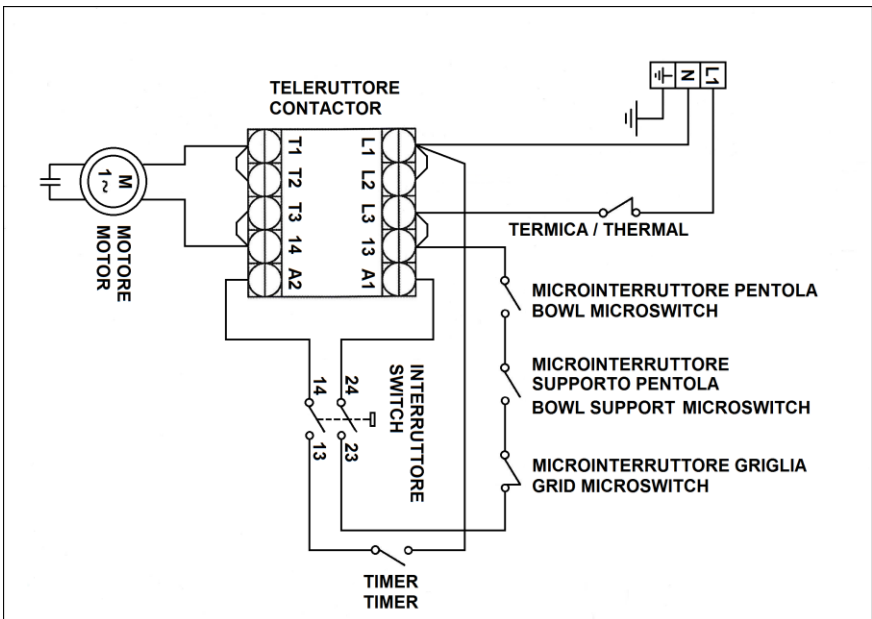 TELERUTTORE
CONTACTOR
L1
N
T1
T2
T3
14
A2
L1
L2
L3
13
A1
M
1~
MOTORE
MOTOR
TERMICA / THERMAL
MICROINTERRUTTORE PENTOLA
BOWL MICROSWITCH
MICROINTERRUTTORE
SUPPORTO PENTOLA
BOWL SUPPORT MICROSWITCH
MICROINTERRUTTORE GRIGLIA
GRID MICROSWITCH
INTERRUTTORE
SWITCH
14
24
13
23
TIMER
TIMER